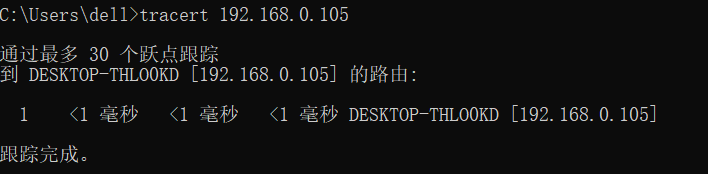 C:\Users\dell>tracert 192.168.0.105
通过最多 30 个跃点跟踪
到 DESKTOP-THLOOKD [192.168.0.105] 的路由:
1 <1 毫秒 <1 毫秒 <1 毫秒 DESKTOP-THLOOKD [192.168.0.105]
跟踪完成。